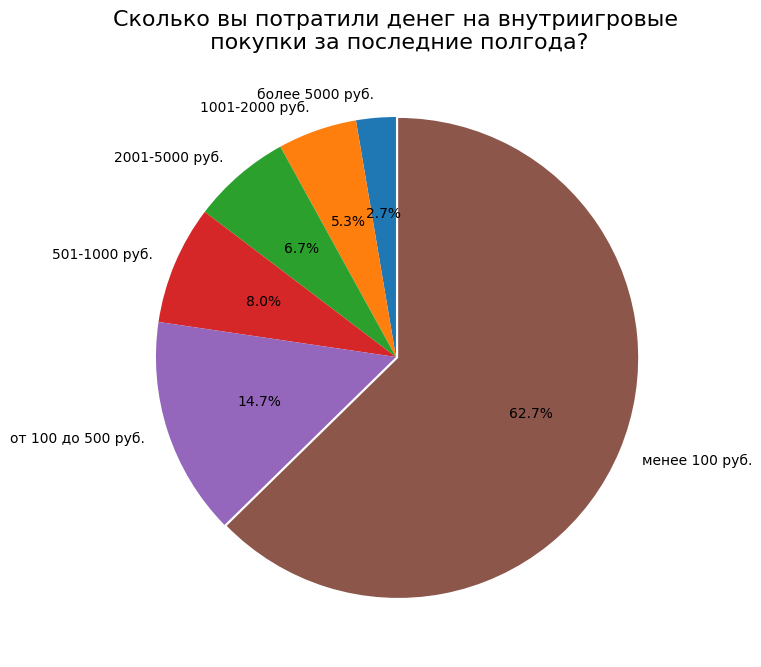 Сколько вы потратили денег на внутриигровые
покупки за последние полгода?
более 5000 руб.
1001-2000 руб.
2001-5000 руб.
501-1000 руб.
от 100 до 500 руб.
менее 100 руб.
2.7%
5.3%
6.7%
8.0%
14.7%
62.7%